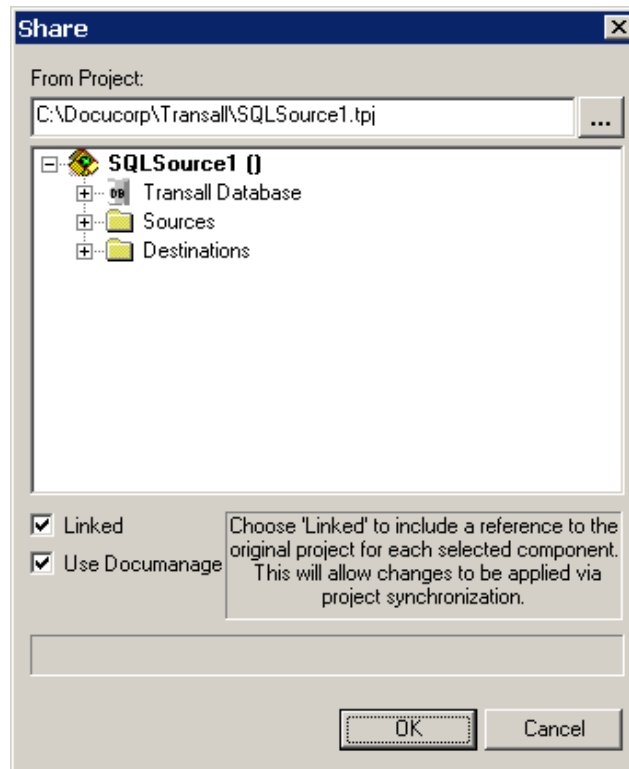 Share
From Project:
C:\Docucorp\Transall\SQLSource1.tpj
...
SQLSource1 ()
DB Transall Database
Sources
Destinations
Linked
Use Documanage
Choose 'Linked' to include a reference to the
original project for each selected component.
This will allow changes to be applied via
project synchronization.
OK
Cancel